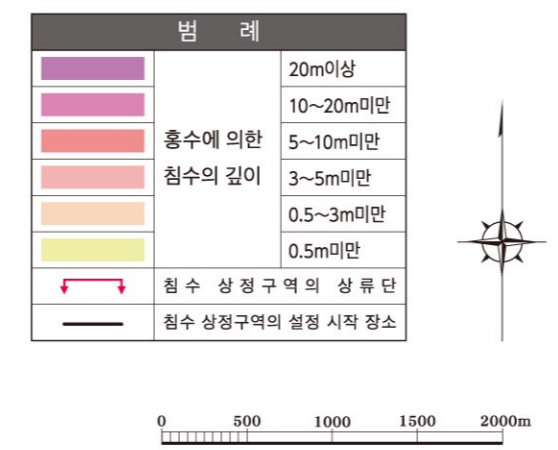 범 례
20m이상
10~20m미만
홍수에 의한
침수의 깊이
5~10m미만
3~5m미만
0.5~3m미만
0.5m미만
침수 상정구역의 상류단
침수 상정구역의 설정 시작 장소
0 500 1000 1500 2000m